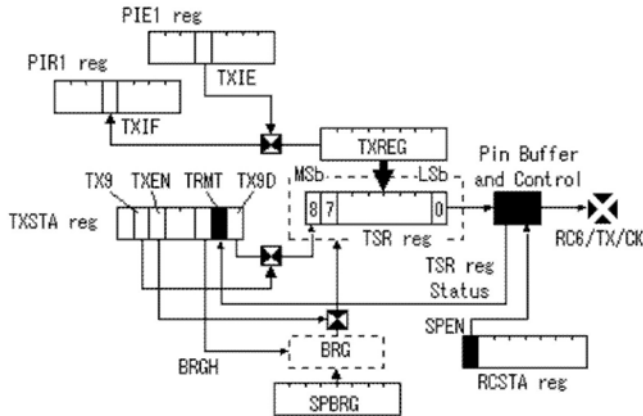 PIE1 reg
PIR1 reg
TXIE
TXIF
TXREG
Pin Buffer
and Control
MSb
LSb
TX9
TXEN
TRMT
TX9D
TXSTA reg
8
7
0
TSR reg
RC6/TX/CK
TSR reg
Status
SPEN
BRG
BRGH
SPBRG
RCSTA reg